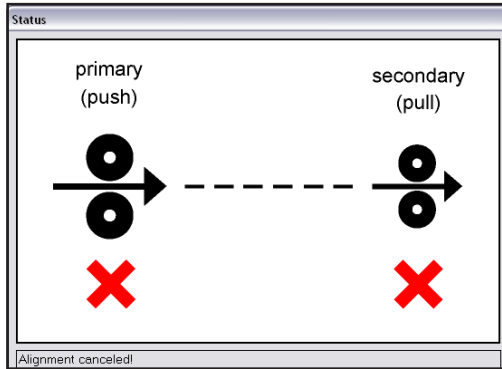 Status
primary
(push)
secondary
(pull)
Alignment canceled!